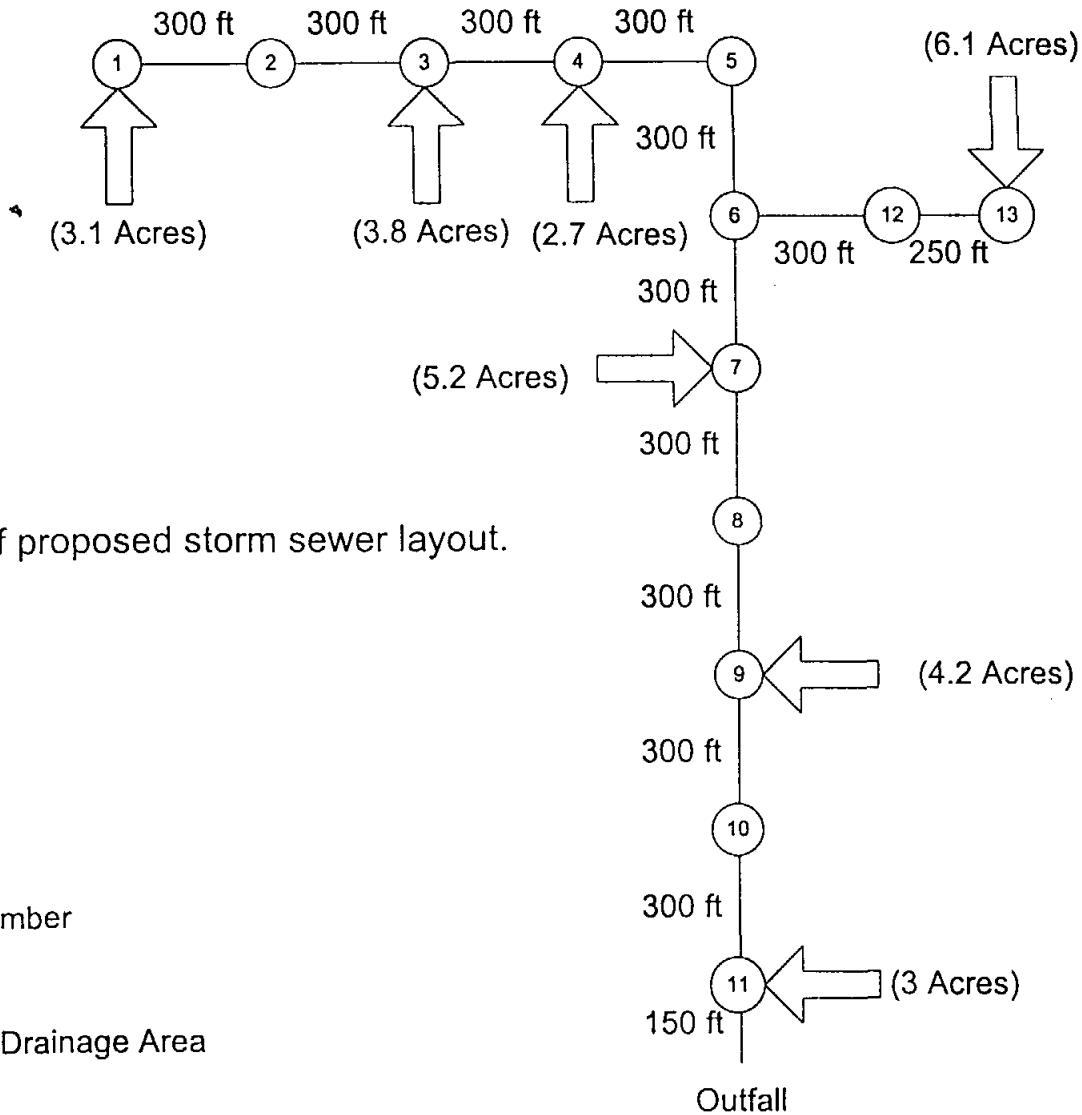 300 ft 300 ft 300 ft 300 ft
1 2 3 4 5
(6.1 Acres)
300 ft
(3.1 Acres) (3.8 Acres) (2.7 Acres)
6 12 13
300 ft 250 ft
300 ft
(5.2 Acres)
7
300 ft
8
f proposed storm sewer layout.
300 ft
9
(4.2 Acres)
300 ft
10
mber
300 ft
11
(3 Acres)
150 ft
Drainage Area
Outfall